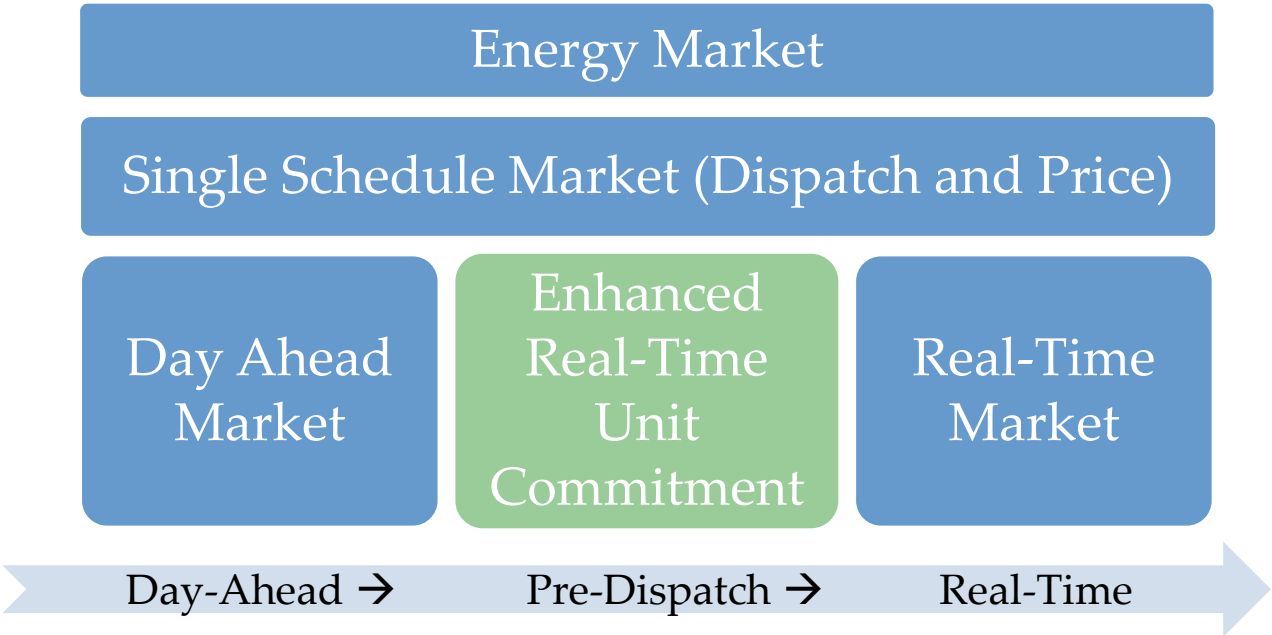 Energy Market
Single Schedule Market (Dispatch and Price)
Day Ahead
Market
Enhanced
Real-Time
Unit
Commitment
Real-Time
Market
Day-Ahead → Pre-Dispatch → Real-Time